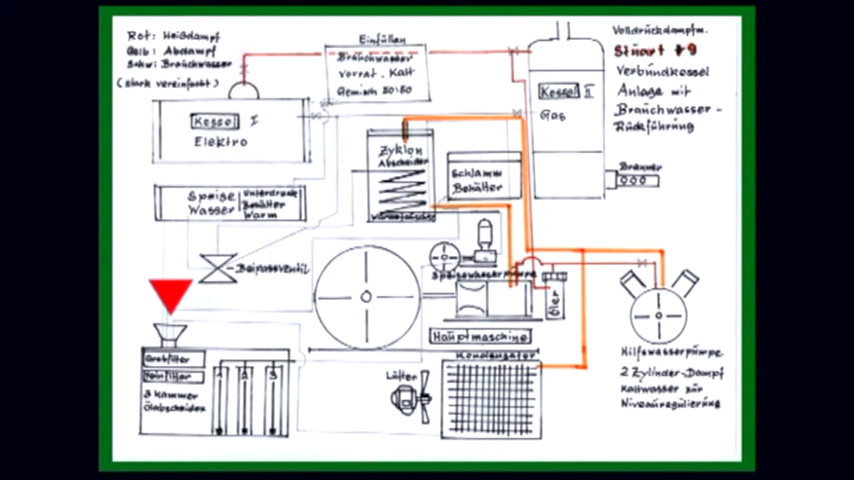 Rot: Heißdampf
Gelb: Abdampf
Schw: Brauchwasser
(stark vereinfacht)
Einfüllen
Brauchwasser
Vorrat. Kalt
Gemisch 50:50
Volldruckdampfm.
Stuart #9
Verbundkessel
Anlage mit
Brauchwasser-
Rückführung
Kessel I
Elektro
Kessel II
Gas
Brenner
Zyklon
Abscheider
Schlamm
Behälter
Speise
Wasser
Unterdruck
Behälter
Warm
Beipassventil
Speisewasserpumpe
Öler
Hauptmaschine
Kondensator
Lüfter
Grobfilter
Feinfilter
3 Kammer
Ölabscheider
1 2 3
Hilfswasserpumpe
2 Zylinder-Dampf
Kaltwasser zur
Niveauregulierung